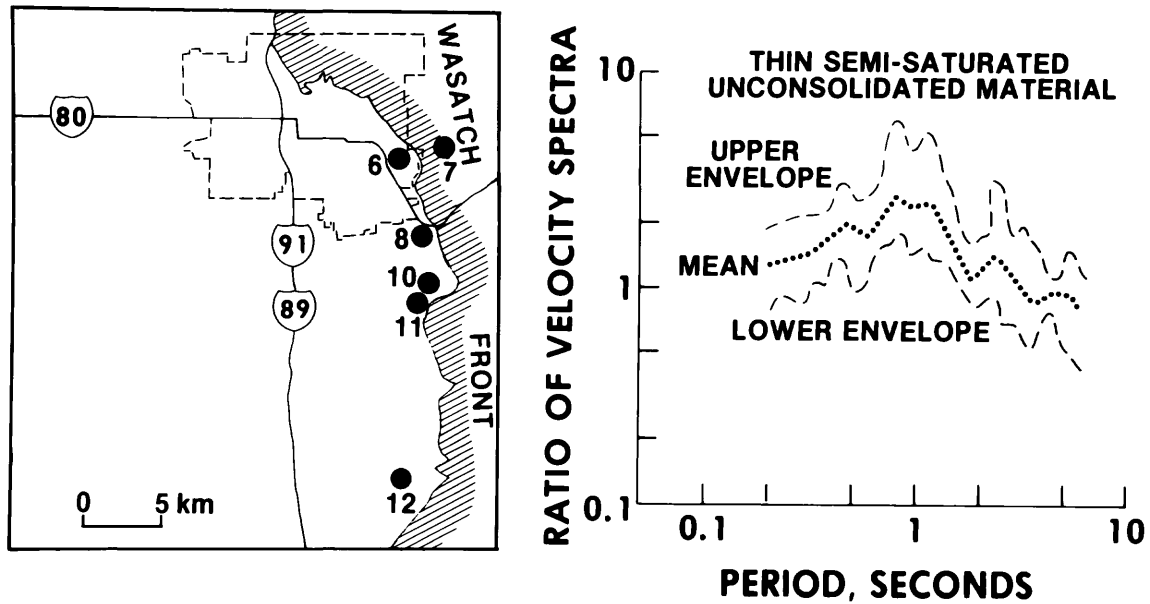 WASATCH
FRONT
80
6
7
8
91
10
89
11
12
0 5 km
RATIO OF VELOCITY SPECTRA
10
1
0.1
THIN SEMI-SATURATED
UNCONSOLIDATED MATERIAL
UPPER
ENVELOPE
MEAN
LOWER ENVELOPE
0.1 1 10
PERIOD, SECONDS